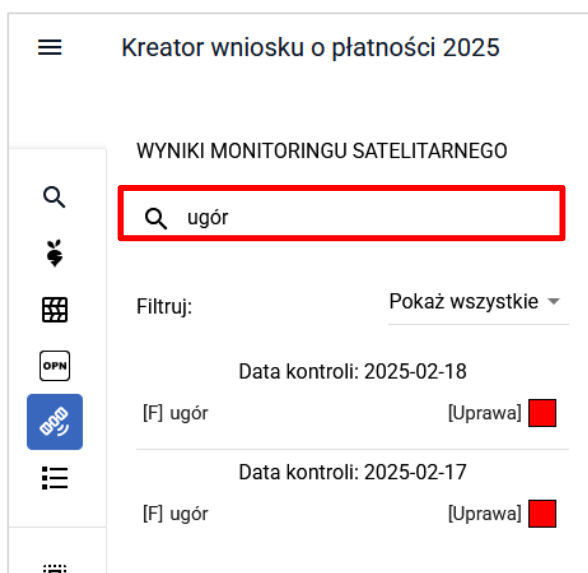 Kreator wniosku o płatności 2025
WYNIKI MONITORINGU SATELITARNEGO
ugór
Filtruj: Pokaż wszystkie
OPN
Data kontroli: 2025-02-18
[F] ugór [Uprawa]
Data kontroli: 2025-02-17
[F] ugór [Uprawa]